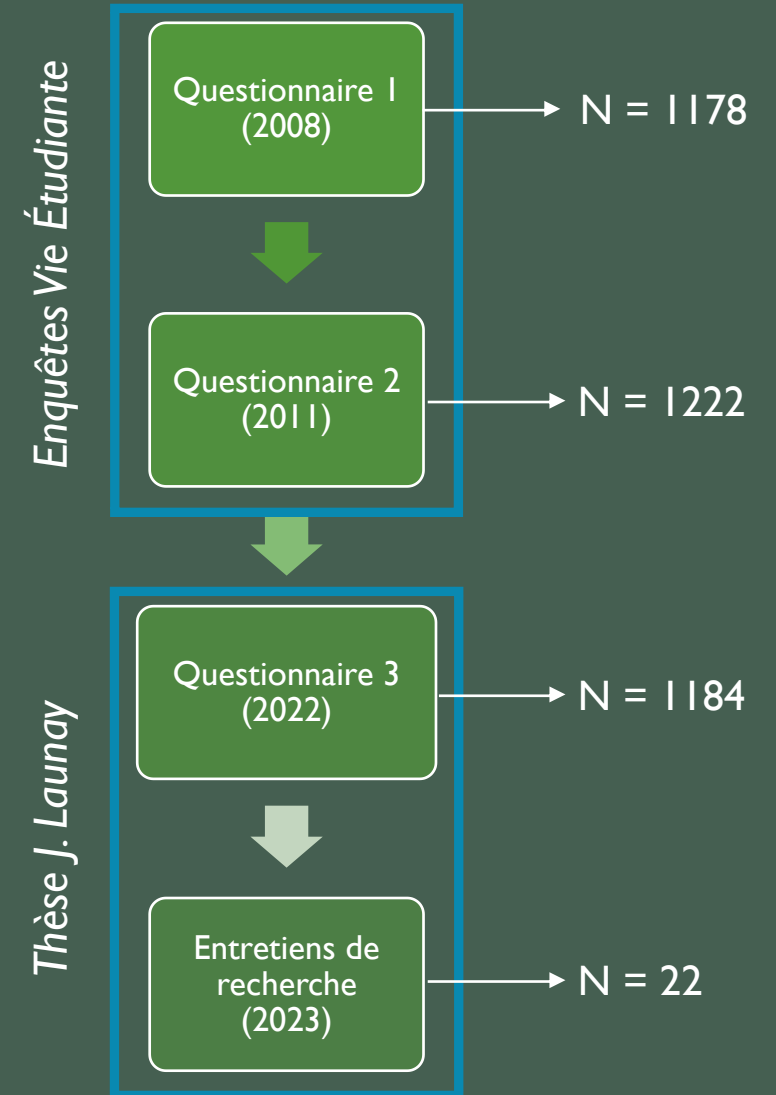 Enquêtes Vie Étudiante
Questionnaire 1
(2008)
N = 1178
Questionnaire 2
(2011)
N = 1222
Thèse J. Launay
Questionnaire 3
(2022)
N = 1184
Entretiens de
recherche
(2023)
N = 22